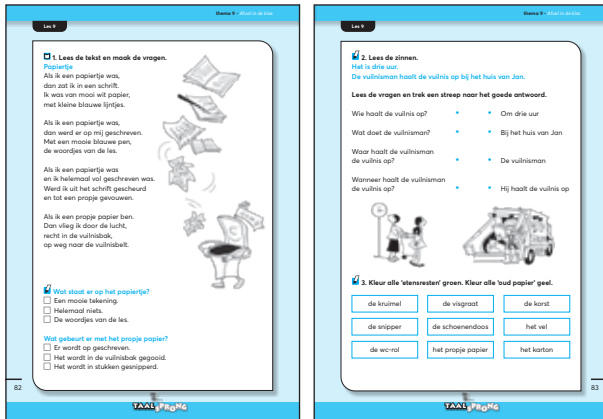 thema 9 • Afval in de klas
Les 9
1. Lees de tekst en maak de vragen.
Papiertje
Als ik een papiertje was,
dan zat ik in een schrift.
Ik was van mooi wit papier,
met kleine blauwe lijntjes.
Als ik een papiertje was,
dan werd er op mij geschreven.
Met een mooie blauwe pen,
de woordjes van de les.
Als ik een papiertje was
en ik helemaal vol geschreven was.
Werd ik uit het schrift gescheurd
en tot een propje gevouwen.
Als ik een propje papier ben.
Dan vlieg ik door de lucht,
recht in de vuilnisbak,
op weg naar de vuilnisbelt.
Wat staat er op het papiertje?
Een mooie tekening.
Helemaal niets.
De woordjes van de les.
Wat gebeurt er met het propje papier?
Er wordt op geschreven.
Het wordt in de vuilnisbak gegooid.
Het wordt in stukken gesnipperd.
82
TAALSPRONG
thema 9 • Afval in de klas
Les 9
2. Lees de zinnen.
Het is drie uur.
De vuilnisman haalt de vuilnis op bij het huis van Jan.
Lees de vragen en trek een streep naar het goede antwoord.
Wie haalt de vuilnis op? • • Om drie uur
Wat doet de vuilnisman? • • Bij het huis van Jan
Waar haalt de vuilnisman
de vuilnis op? • • De vuilnisman
Wanneer haalt de vuilnisman
de vuilnis op? • • Hij haalt de vuilnis op
3. Kleur alle 'etensresten' groen. Kleur alle 'oud papier' geel.
de kruimel de visgraat de korst
de snipper de schoenendoos het vel
de wc-rol het propje papier het karton
83
TAALSPRONG